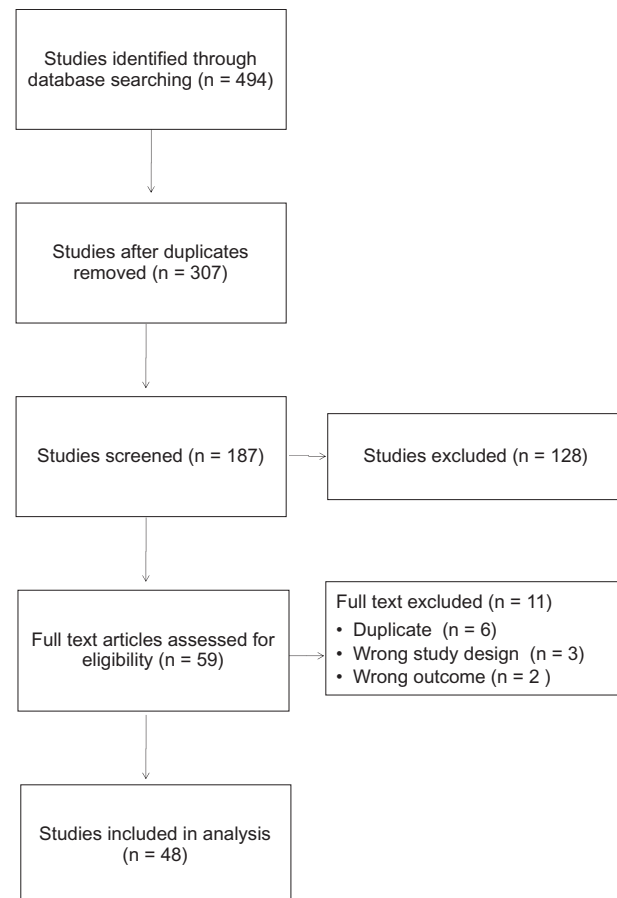 Studies identified through
database searching (n = 494)
Studies after duplicates
removed (n = 307)
Studies screened (n = 187)
Studies excluded (n = 128)
Full text articles assessed for
eligibility (n = 59)
Full text excluded (n = 11)
• Duplicate (n = 6)
• Wrong study design (n = 3)
• Wrong outcome (n = 2 )
Studies included in analysis
(n = 48)